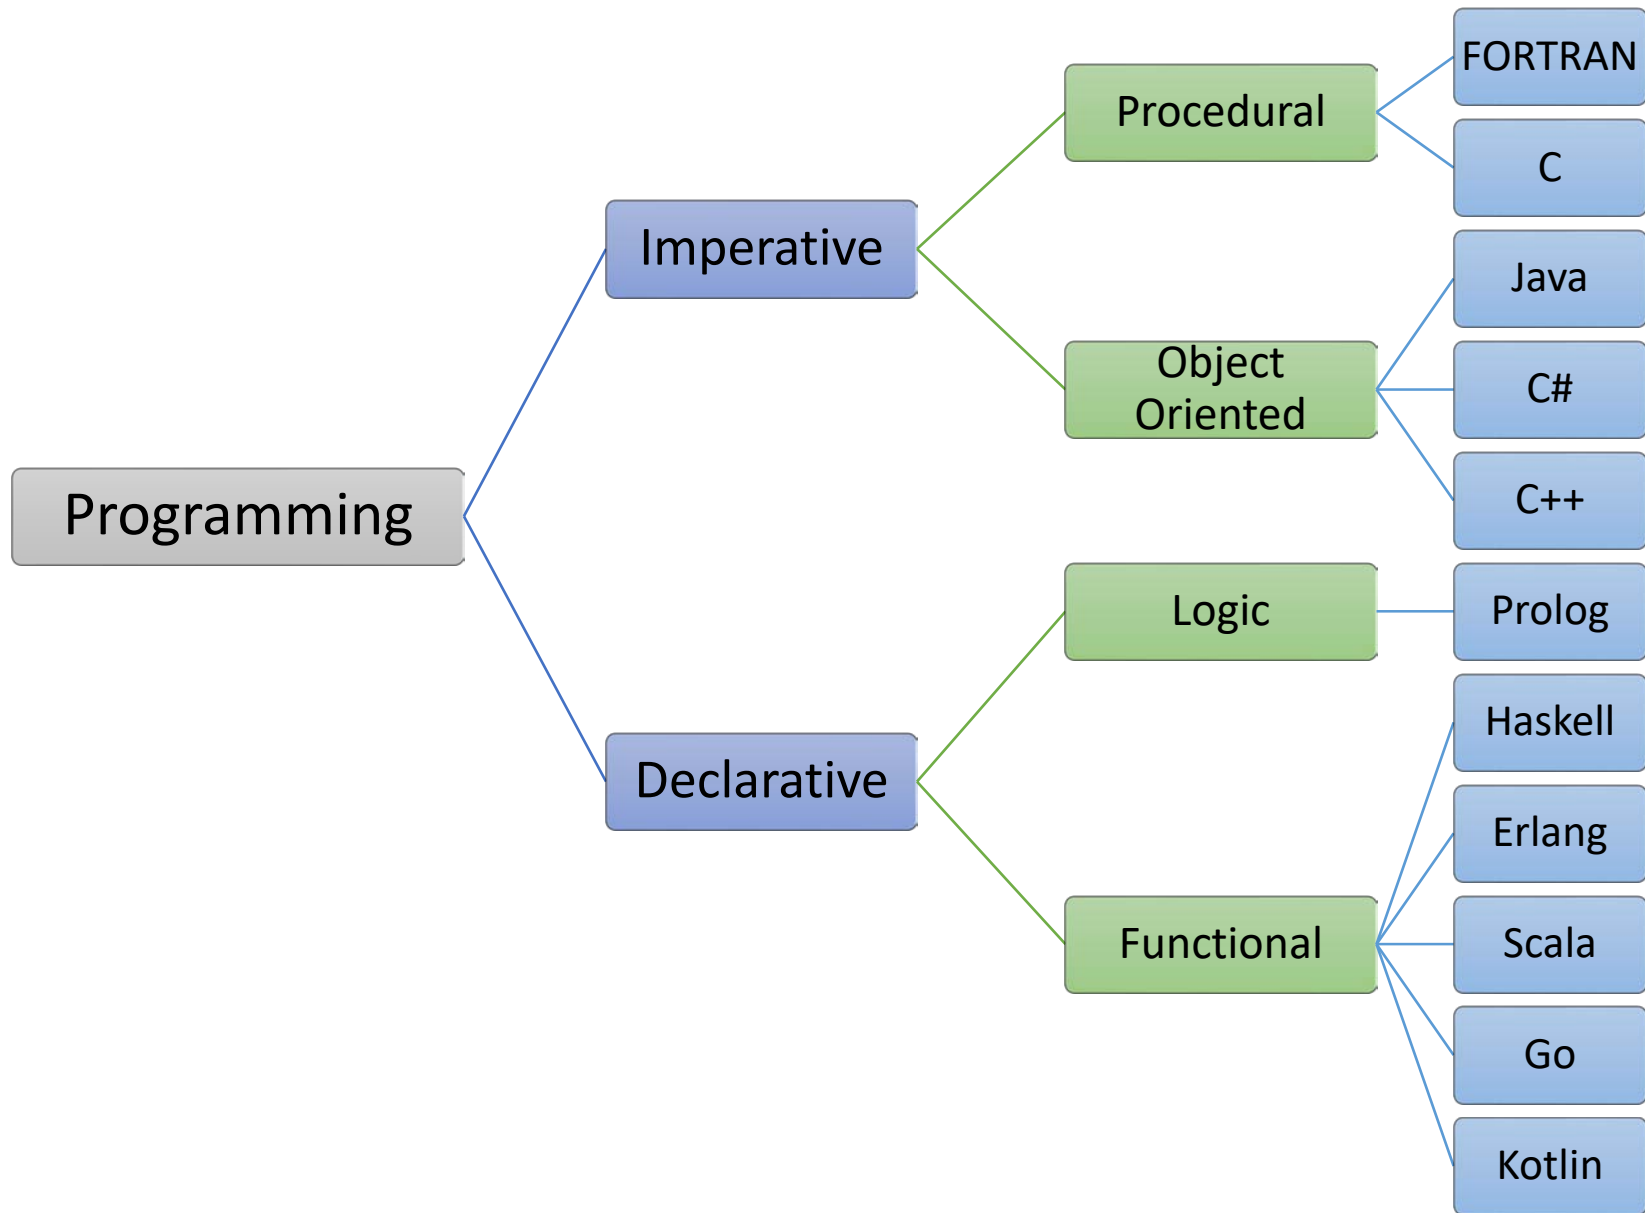 Programming
Imperative
Declarative
Procedural
Object
Oriented
Logic
Functional
FORTRAN
C
Java
C#
C++
Prolog
Haskell
Erlang
Scala
Go
Kotlin